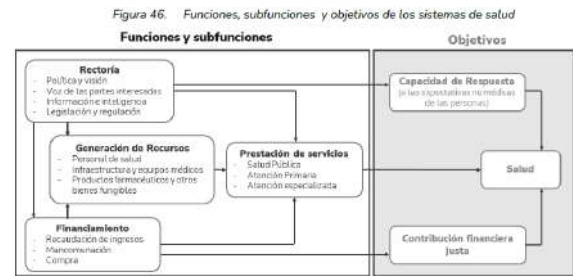 Figura 46. Funciones, subfunciones y objetivos de los sistemas de salud
Funciones y subfunciones
Objetivos
Rectoría
- Política y visión
- Voz de las partes interesadas
- Información e inteligencia
- Legislación y regulación
Generación de Recursos
- Personal de salud
- Infraestructura y equipos médicos
- Productos farmacéuticos y otros
bienes fungibles
Financiamiento
- Recaudación de ingresos
- Mancomunación
- Compra
Prestación de servicios
- Salud Pública
- Atención Primaria
- Atención especializada
Capacidad de Respuesta
(a las expectativas no médicas
de las personas)
Salud
Contribución financiera
justa